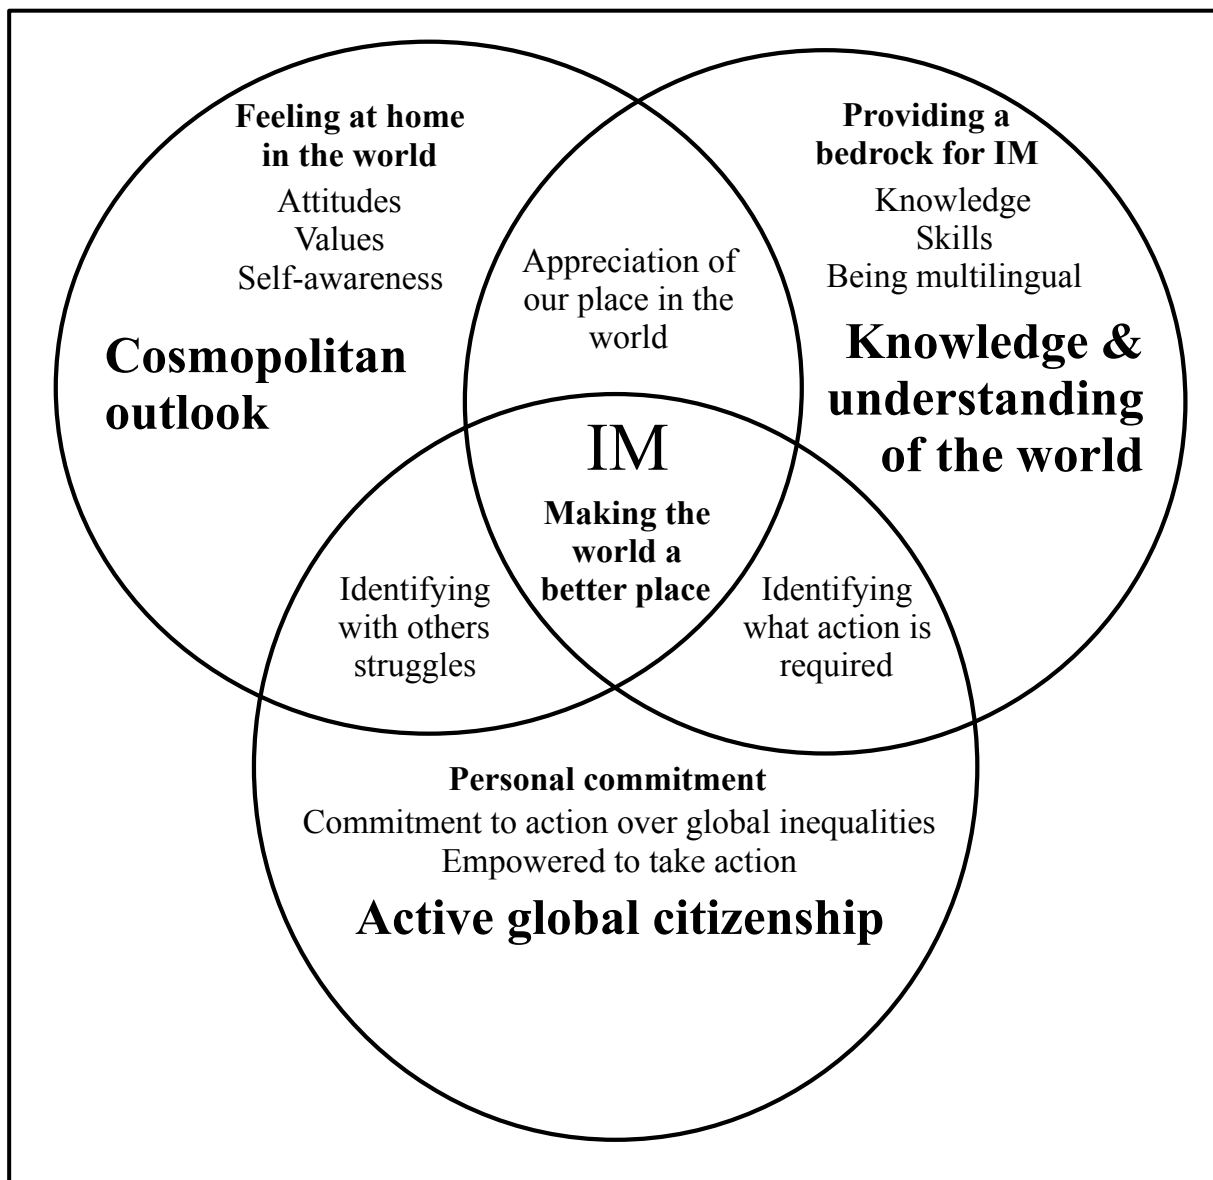 Feeling at home
in the world
Attitudes
Values
Self-awareness
Cosmopolitan
outlook
Providing a
bedrock for IM
Knowledge
Skills
Being multilingual
Knowledge &
understanding
of the world
Appreciation of
our place in the
world
IM
Making the
world a
better place
Identifying
with others
struggles
Identifying
what action is
required
Personal commitment
Commitment to action over global inequalities
Empowered to take action
Active global citizenship